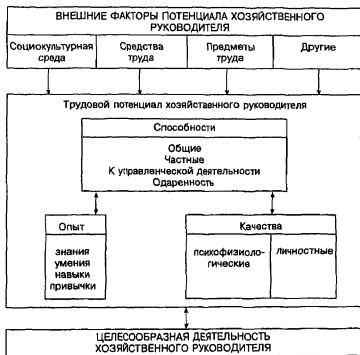 ВНЕШНИЕ ФАКТОРЫ ПОТЕНЦИАЛА ХОЗЯЙСТВЕННОГО
РУКОВОДИТЕЛЯ
Социокультурная
среда
Средства
труда
Предметы
труда
Другие
Трудовой потенциал хозяйственного руководителя
Способности
Общие
Частные
К управленческой деятельности
Одаренность
Опыт
знания
умения
навыки
привычки
Качества
психофизиоло-
гические
личностные
ЦЕЛЕСООБРАЗНАЯ ДЕЯТЕЛЬНОСТЬ
ХОЗЯЙСТВЕННОГО РУКОВОДИТЕЛЯ